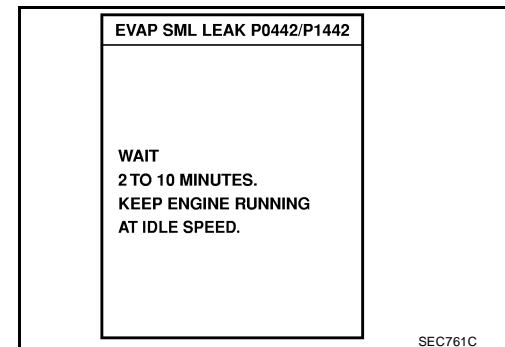 EVAP SML LEAK P0442/P1442
WAIT
2 TO 10 MINUTES.
KEEP ENGINE RUNNING
AT IDLE SPEED.
SEC761C